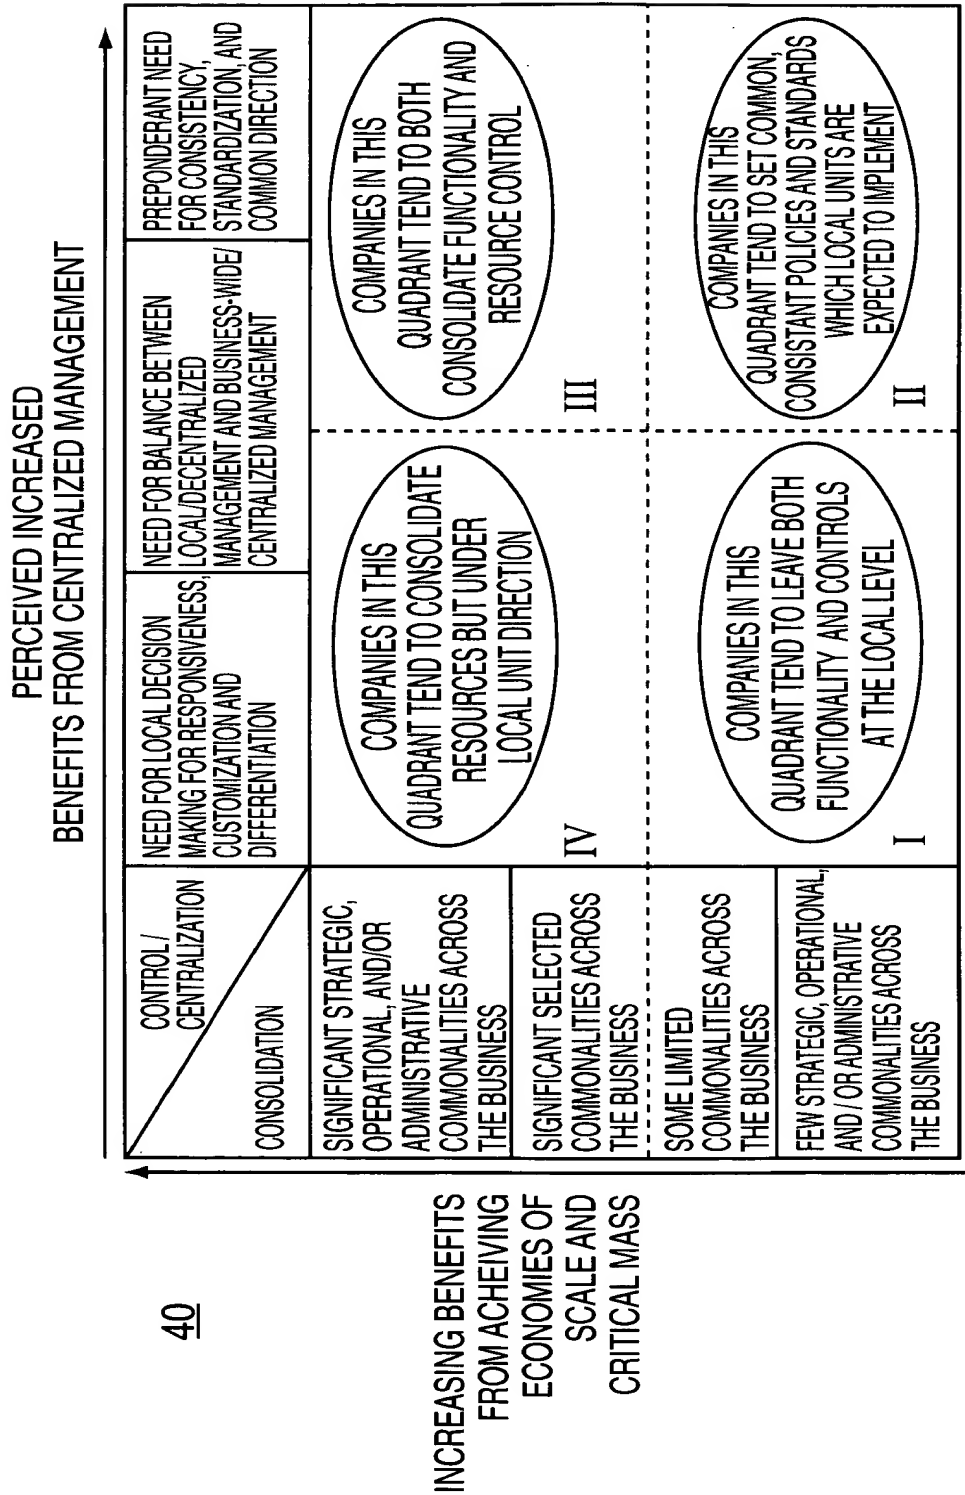 PERCEIVED INCREASED
BENEFITS FROM CENTRALIZED MANAGEMENT
40
INCREASING BENEFITS
FROM ACHEIVING
ECONOMIES OF
SCALE AND
CRITICAL MASS
CONTROL/
CENTRALIZATION
CONSOLIDATION
NEED FOR LOCAL DECISION
MAKING FOR RESPONSIVENESS,
CUSTOMIZATION AND
DIFFERENTIATION
NEED FOR BALANCE BETWEEN
LOCAL/DECENTRALIZED
MANAGEMENT AND BUSINESS-WIDE/
CENTRALIZED MANAGEMENT
PREPONDERANT NEED
FOR CONSISTENCY,
STANDARDIZATION, AND
COMMON DIRECTION
SIGNIFICANT STRATEGIC,
OPERATIONAL, AND/OR
ADMINISTRATIVE
COMMONALITIES ACROSS
THE BUSINESS
SIGNIFICANT SELECTED
COMMONALITIES ACROSS
THE BUSINESS
SOME LIMITED
COMMONALITIES ACROSS
THE BUSINESS
FEW STRATEGIC, OPERATIONAL,
AND / OR ADMINISTRATIVE
COMMONALITIES ACROSS
THE BUSINESS
COMPANIES IN THIS
QUADRANT TEND TO CONSOLIDATE
RESOURCES BUT UNDER
LOCAL UNIT DIRECTION
IV
COMPANIES IN THIS
QUADRANT TEND TO BOTH
CONSOLIDATE FUNCTIONALITY AND
RESOURCE CONTROL
III
COMPANIES IN THIS
QUADRANT TEND TO LEAVE BOTH
FUNCTIONALITY AND CONTROLS
AT THE LOCAL LEVEL
I
COMPANIES IN THIS
QUADRANT TEND TO SET COMMON,
CONSISTANT POLICIES AND STANDARDS
WHICH LOCAL UNITS ARE
EXPECTED TO IMPLEMENT
II